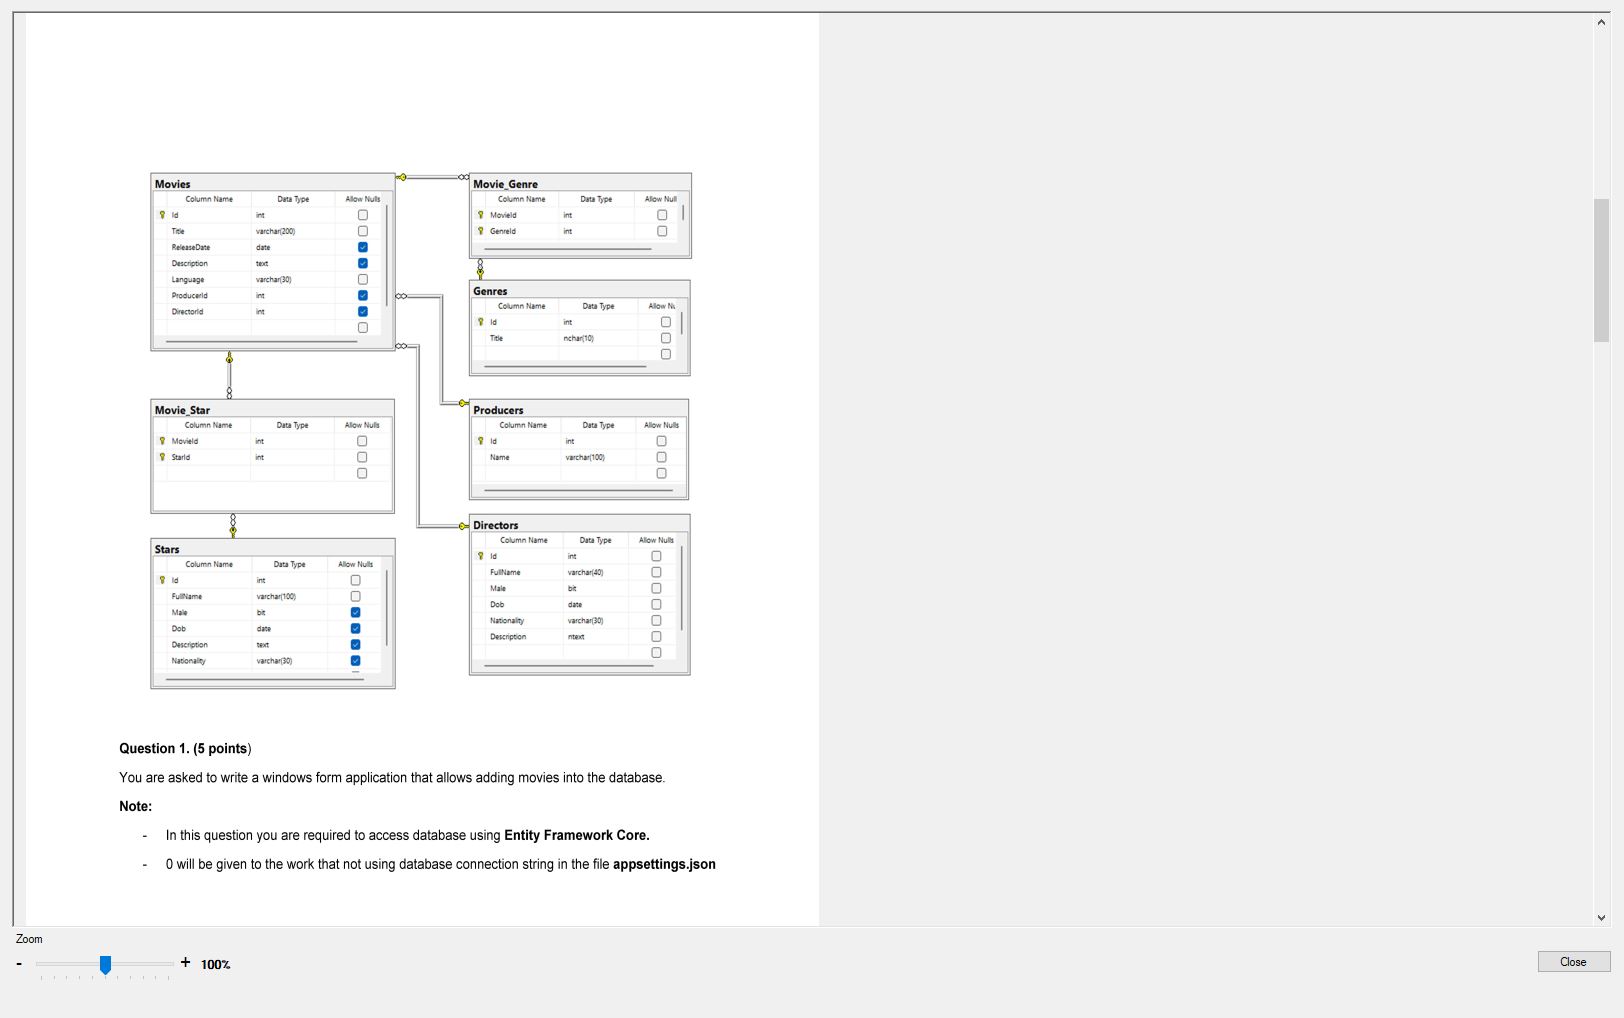 Movies
Column Name Data Type Allow Nulls
Id int
Title varchar(200)
ReleaseDate date
Description text
Language varchar(30)
ProducerId int
DirectorId int
Movie_Genre
Column Name Data Type Allow Null
MovieId int
GenreId int
Genres
Column Name Data Type Allow Nu
Id int
Title nchar(10)
Movie_Star
Column Name Data Type Allow Nulls
MovieId int
StarId int
Producers
Column Name Data Type Allow Nulls
Id int
Name varchar(100)
Stars
Column Name Data Type Allow Nulls
Id int
FullName varchar(100)
Male bit
Dob date
Description text
Nationality varchar(30)
Directors
Column Name Data Type Allow Nulls
Id int
FullName varchar(40)
Male bit
Dob date
Nationality varchar(30)
Description ntext
Question 1. (5 points)
You are asked to write a windows form application that allows adding movies into the database.
Note:
- In this question you are required to access database using Entity Framework Core.
- 0 will be given to the work that not using database connection string in the file appsettings.json
Zoom
- + 100%
Close